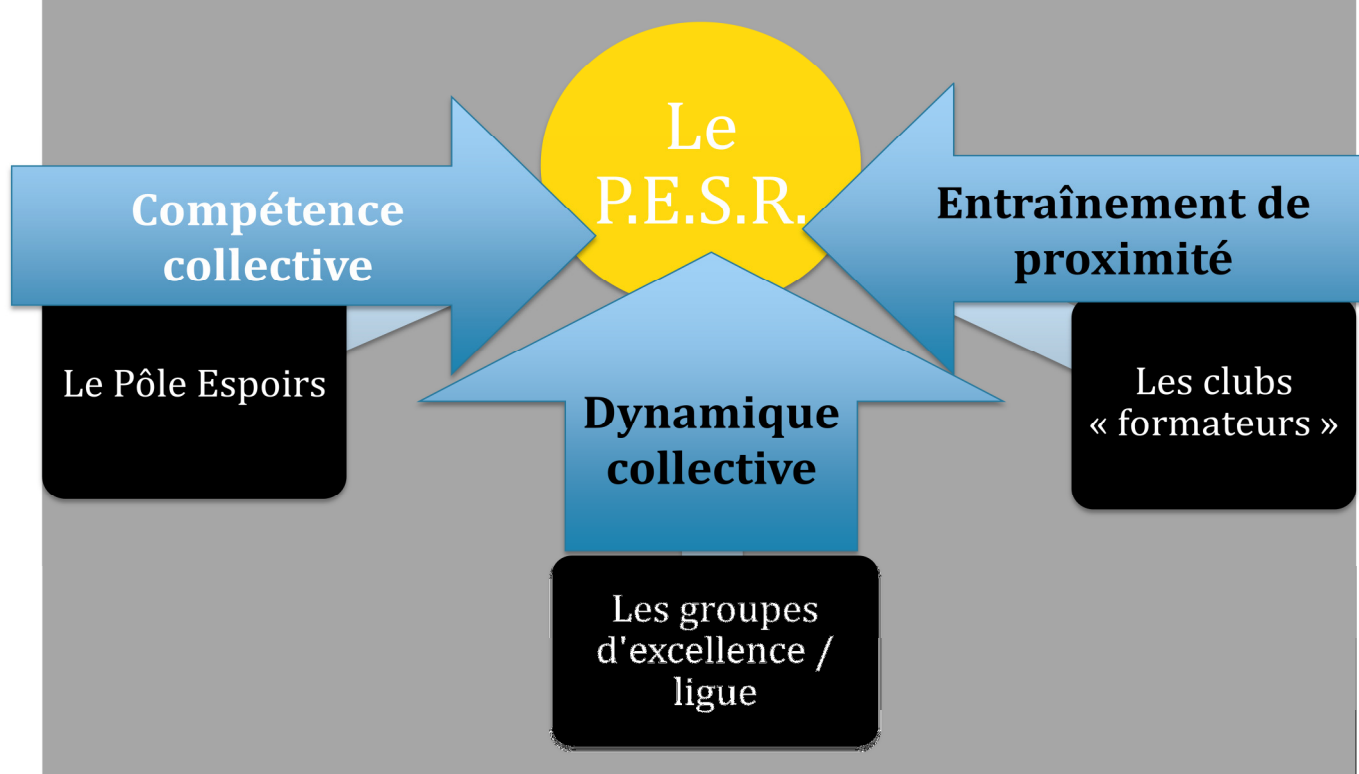 Le
P.E.S.R.
Compétence
collective
Entraînement de
proximité
Le Pôle Espoirs
Dynamique
collective
Les clubs
« formateurs »
Les groupes
d'excellence /
ligue